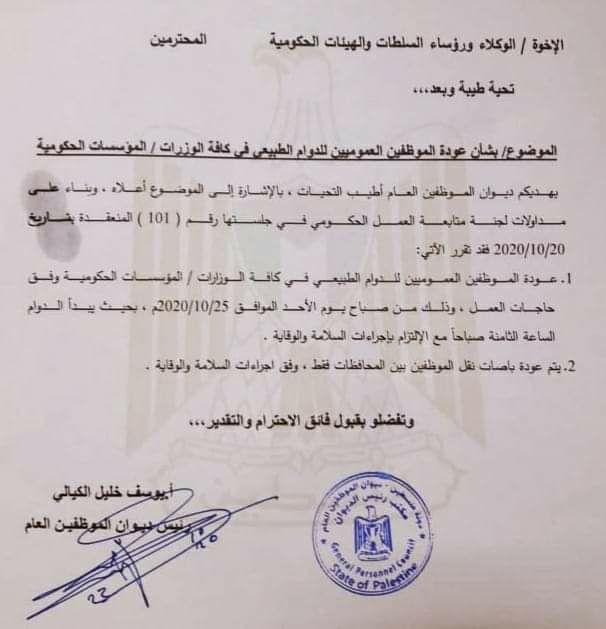 الإخوة / الوكلاء ورؤساء السلطات والهيئات الحكومية المحترمين
تحية طيبة وبعد،،،
الموضوع/ بشأن عودة الموظفين العموميين للدوام الطبيعي في كافة الوزرات / المؤسسات الحكومية
يهديكم ديوان الموظفين العام أطيب التحيات ، بالإشارة إلى الموضوع أعلاه ، وبناء على
مداولات لجنة متابعة العمل الحكومي في جلستها رقم ( 101 ) المنعقدة بتاريخ
2020/10/20 فقد تقرر الآتي:
1. عودة الموظفين العموميين للدوام الطبيعي في كافة الوزارات / المؤسسات الحكومية وفق
حاجات العمل ، وذلك من صباح يوم الأحد الموافق 2020/10/25م ، بحيث يبدأ الدوام
الساعة الثامنة صباحاً مع الإلتزام بإجراءات السلامة والوقاية .
2. يتم عودة باصات نقل الموظفين بين المحافظات فقط ، وفق اجراءات السلامة والوقاية .
وتفضلو بقبول فائق الاحترام والتقدير،،،
أ.يوسف خليل الكيالي
رئيس ديوان الموظفين العام
دولة فلسطين - ديوان الموظفين العام
مكتب رئيس الديوان
General Personnel Council
State of Palestine